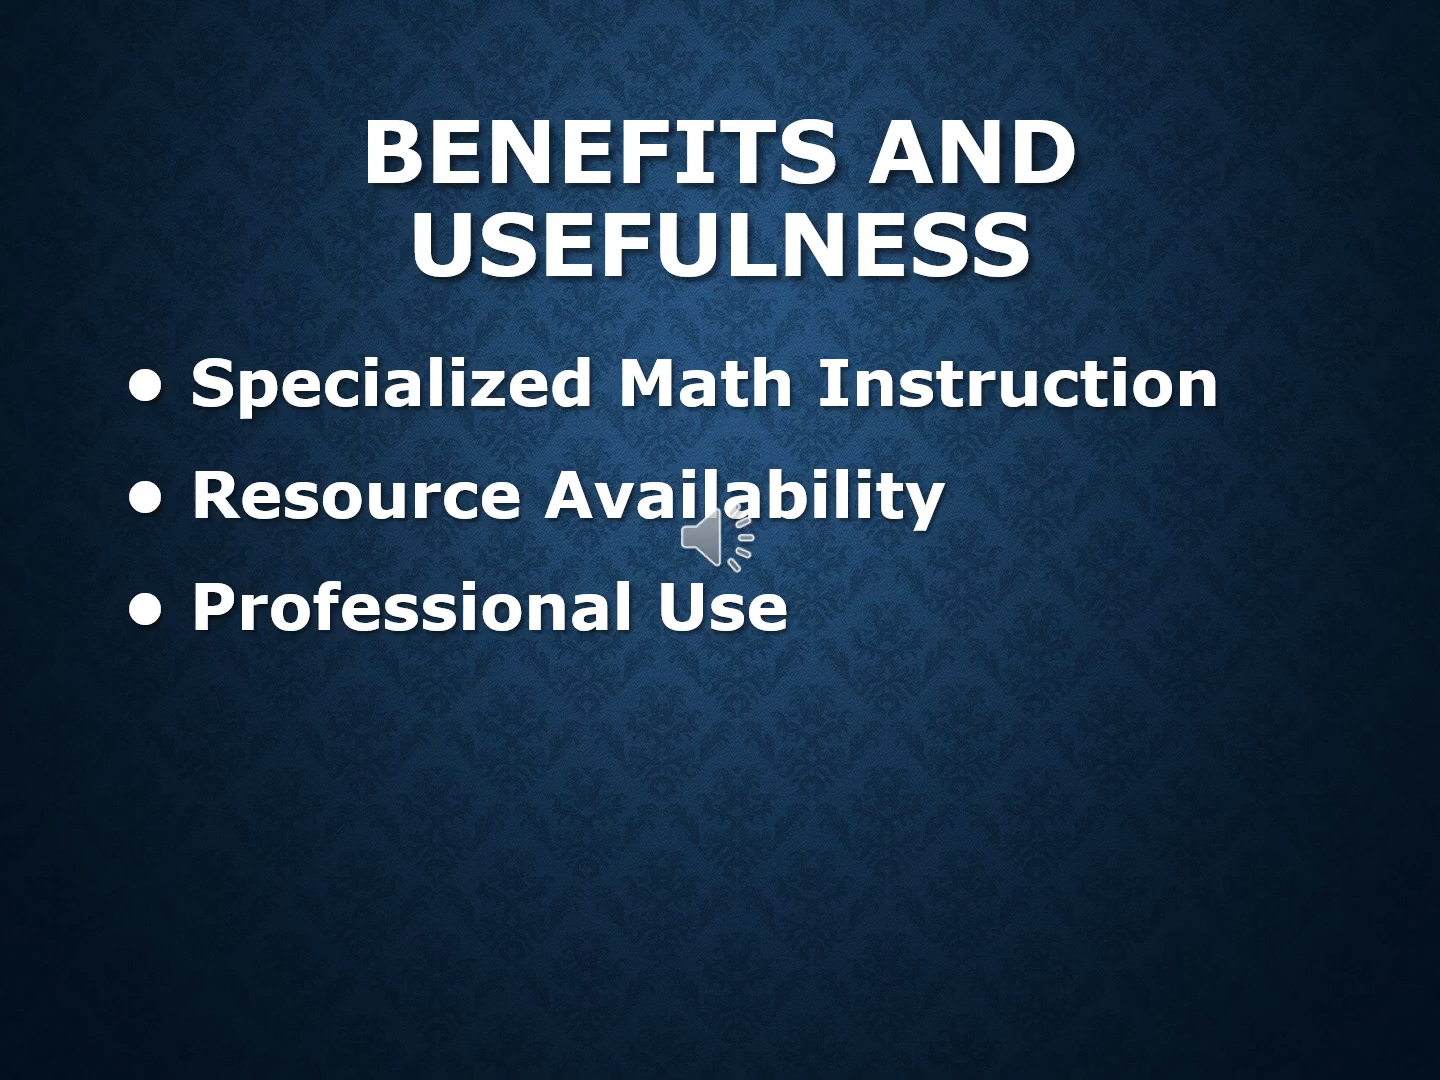 BENEFITS AND
USEFULNESS
● Specialized Math Instruction
● Resource Availability
● Professional Use